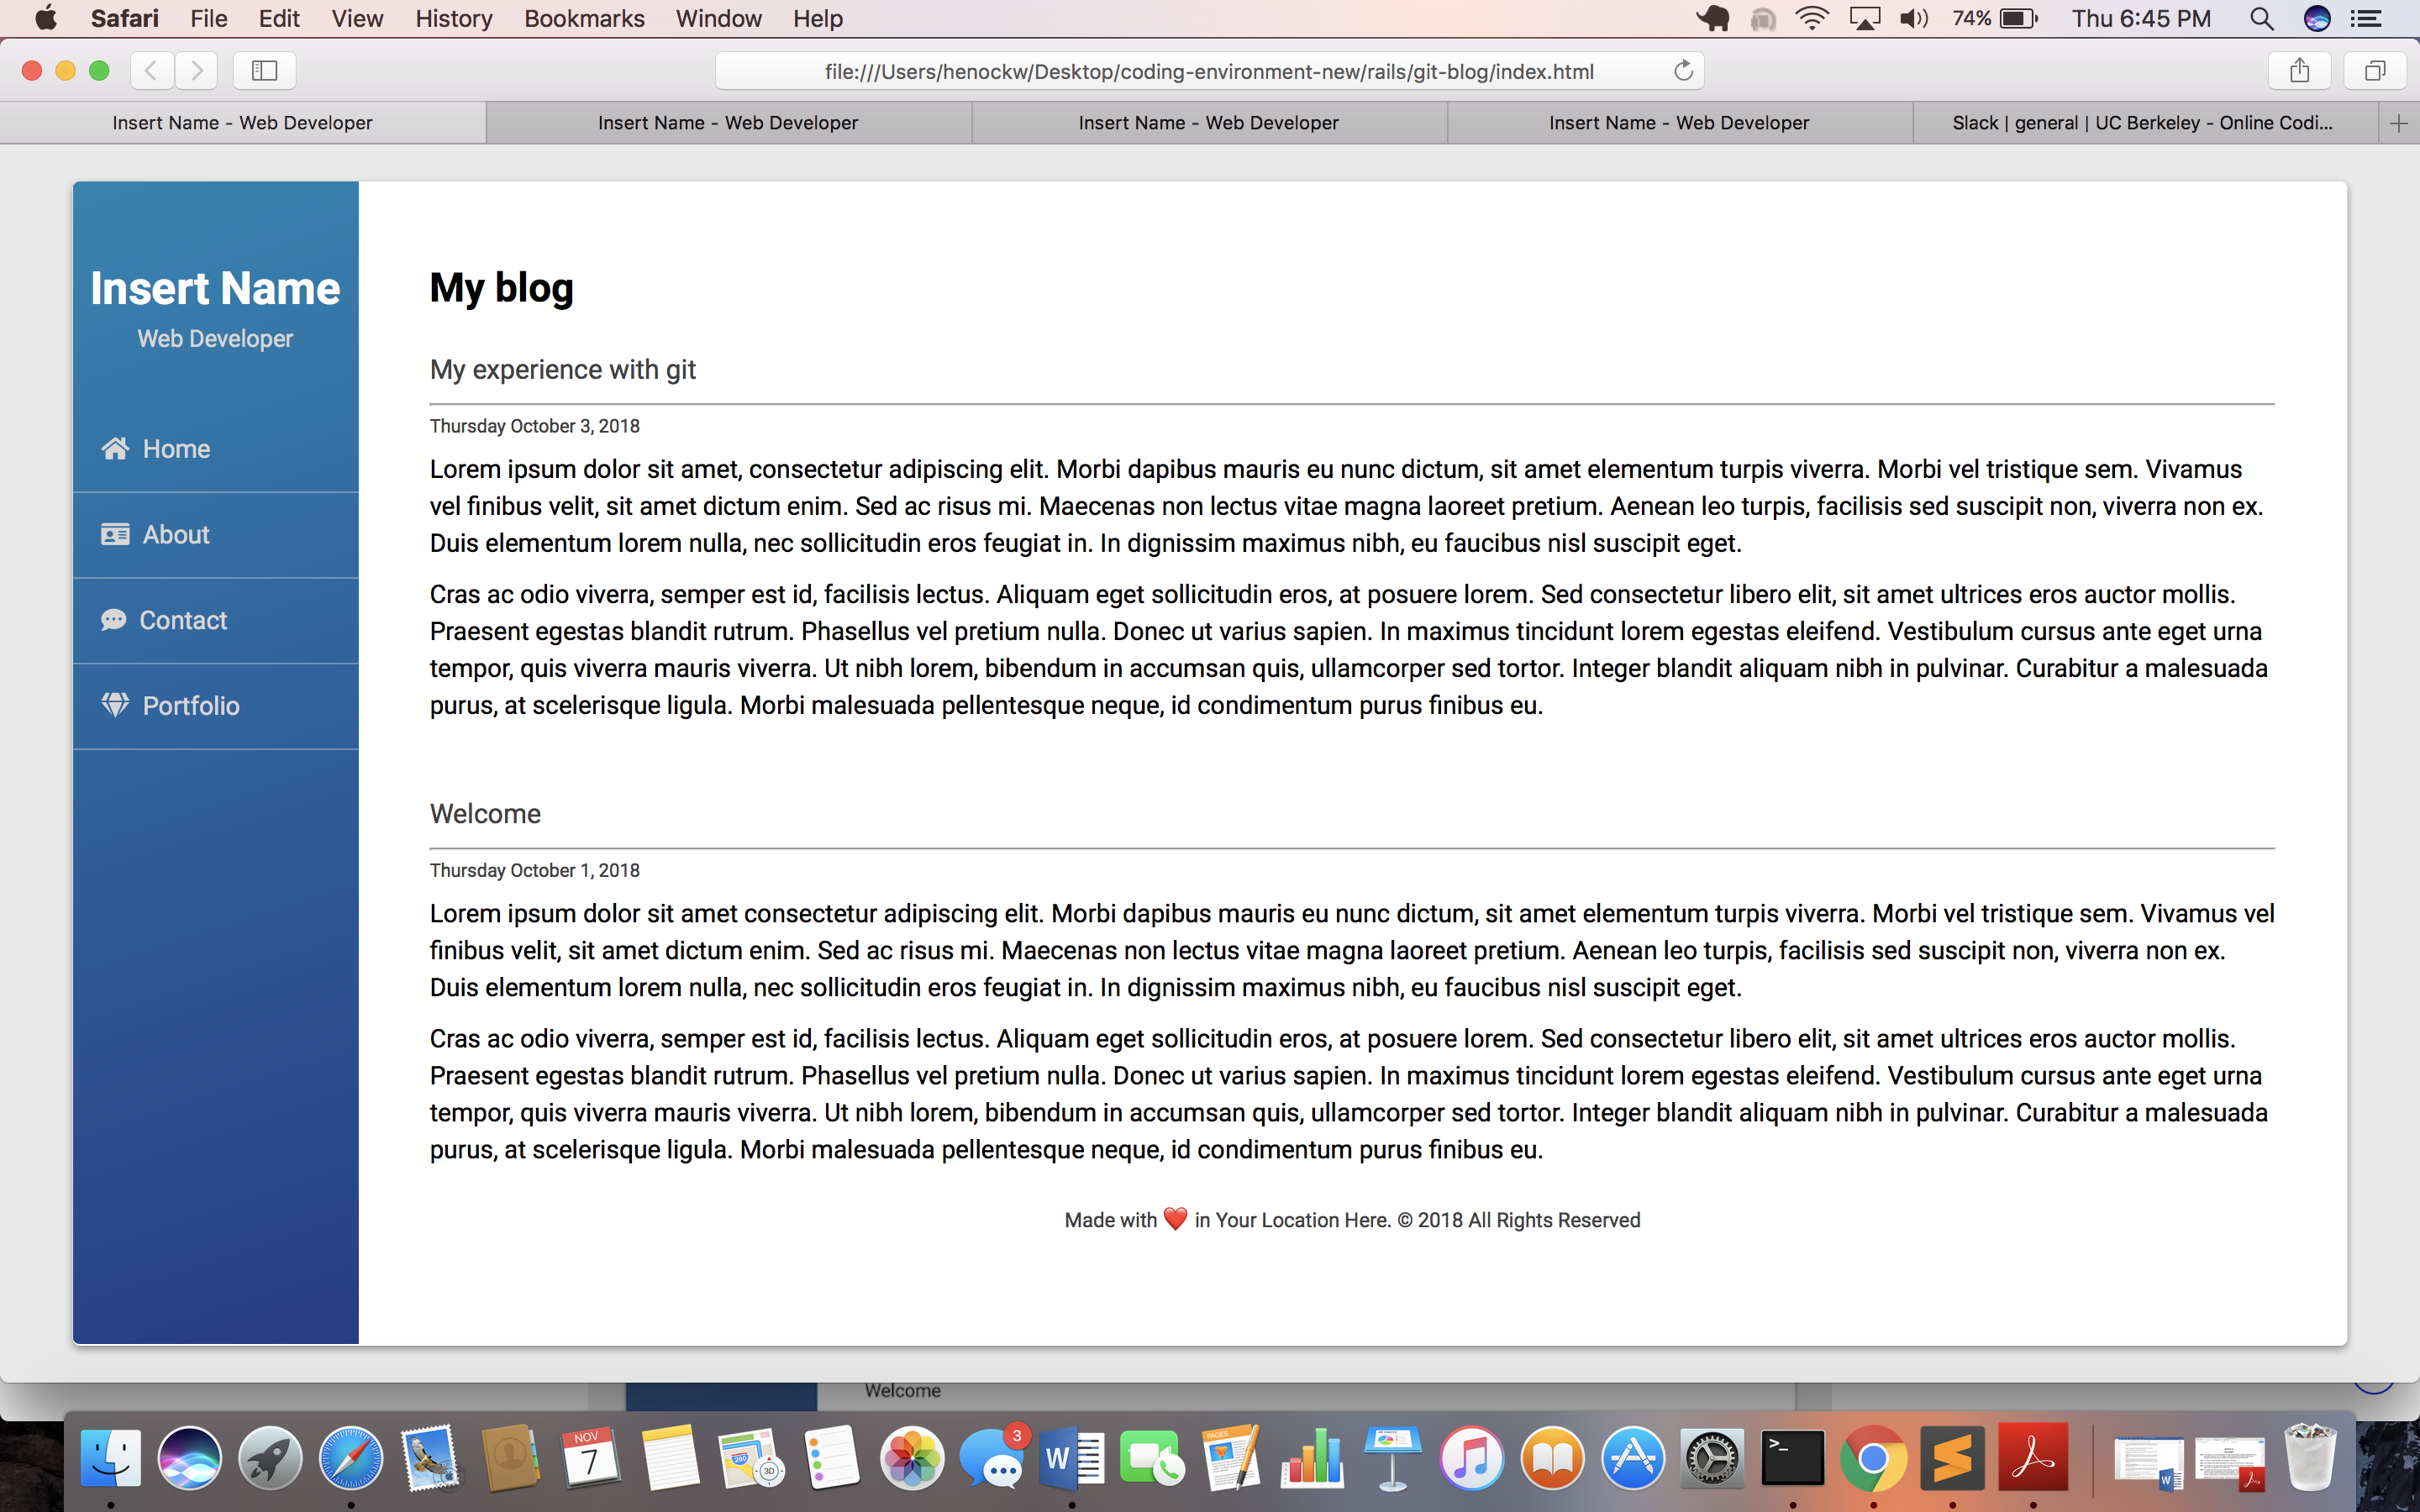 Safari File Edit View History Bookmarks Window Help 74% Thu 6:45 PM
file:///Users/henockw/Desktop/coding-environment-new/rails/git-blog/index.html
Insert Name - Web Developer Insert Name - Web Developer Insert Name - Web Developer Insert Name - Web Developer Slack | general | UC Berkeley - Online Codi...
Insert Name
Web Developer
Home
About
Contact
Portfolio
My blog
My experience with git
Thursday October 3, 2018
Lorem ipsum dolor sit amet, consectetur adipiscing elit. Morbi dapibus mauris eu nunc dictum, sit amet elementum turpis viverra. Morbi vel tristique sem. Vivamus
vel finibus velit, sit amet dictum enim. Sed ac risus mi. Maecenas non lectus vitae magna laoreet pretium. Aenean leo turpis, facilisis sed suscipit non, viverra non ex.
Duis elementum lorem nulla, nec sollicitudin eros feugiat in. In dignissim maximus nibh, eu faucibus nisl suscipit eget.
Cras ac odio viverra, semper est id, facilisis lectus. Aliquam eget sollicitudin eros, at posuere lorem. Sed consectetur libero elit, sit amet ultrices eros auctor mollis.
Praesent egestas blandit rutrum. Phasellus vel pretium nulla. Donec ut varius sapien. In maximus tincidunt lorem egestas eleifend. Vestibulum cursus ante eget urna
tempor, quis viverra mauris viverra. Ut nibh lorem, bibendum in accumsan quis, ullamcorper sed tortor. Integer blandit aliquam nibh in pulvinar. Curabitur a malesuada
purus, at scelerisque ligula. Morbi malesuada pellentesque neque, id condimentum purus finibus eu.
Welcome
Thursday October 1, 2018
Lorem ipsum dolor sit amet consectetur adipiscing elit. Morbi dapibus mauris eu nunc dictum, sit amet elementum turpis viverra. Morbi vel tristique sem. Vivamus vel
finibus velit, sit amet dictum enim. Sed ac risus mi. Maecenas non lectus vitae magna laoreet pretium. Aenean leo turpis, facilisis sed suscipit non, viverra non ex.
Duis elementum lorem nulla, nec sollicitudin eros feugiat in. In dignissim maximus nibh, eu faucibus nisl suscipit eget.
Cras ac odio viverra, semper est id, facilisis lectus. Aliquam eget sollicitudin eros, at posuere lorem. Sed consectetur libero elit, sit amet ultrices eros auctor mollis.
Praesent egestas blandit rutrum. Phasellus vel pretium nulla. Donec ut varius sapien. In maximus tincidunt lorem egestas eleifend. Vestibulum cursus ante eget urna
tempor, quis viverra mauris viverra. Ut nibh lorem, bibendum in accumsan quis, ullamcorper sed tortor. Integer blandit aliquam nibh in pulvinar. Curabitur a malesuada
purus, at scelerisque ligula. Morbi malesuada pellentesque neque, id condimentum purus finibus eu.
Made with ❤️ in Your Location Here. © 2018 All Rights Reserved
Welcome
NOV
7
280
3D
3
W
PAGES
>_
W